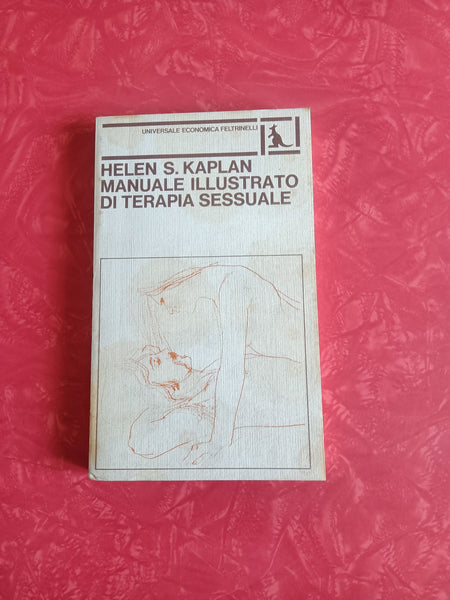 UNIVERSALE ECONOMICA FELTRINELLI
HELEN S. KAPLAN
MANUALE ILLUSTRATO
DI TERAPIA SESSUALE